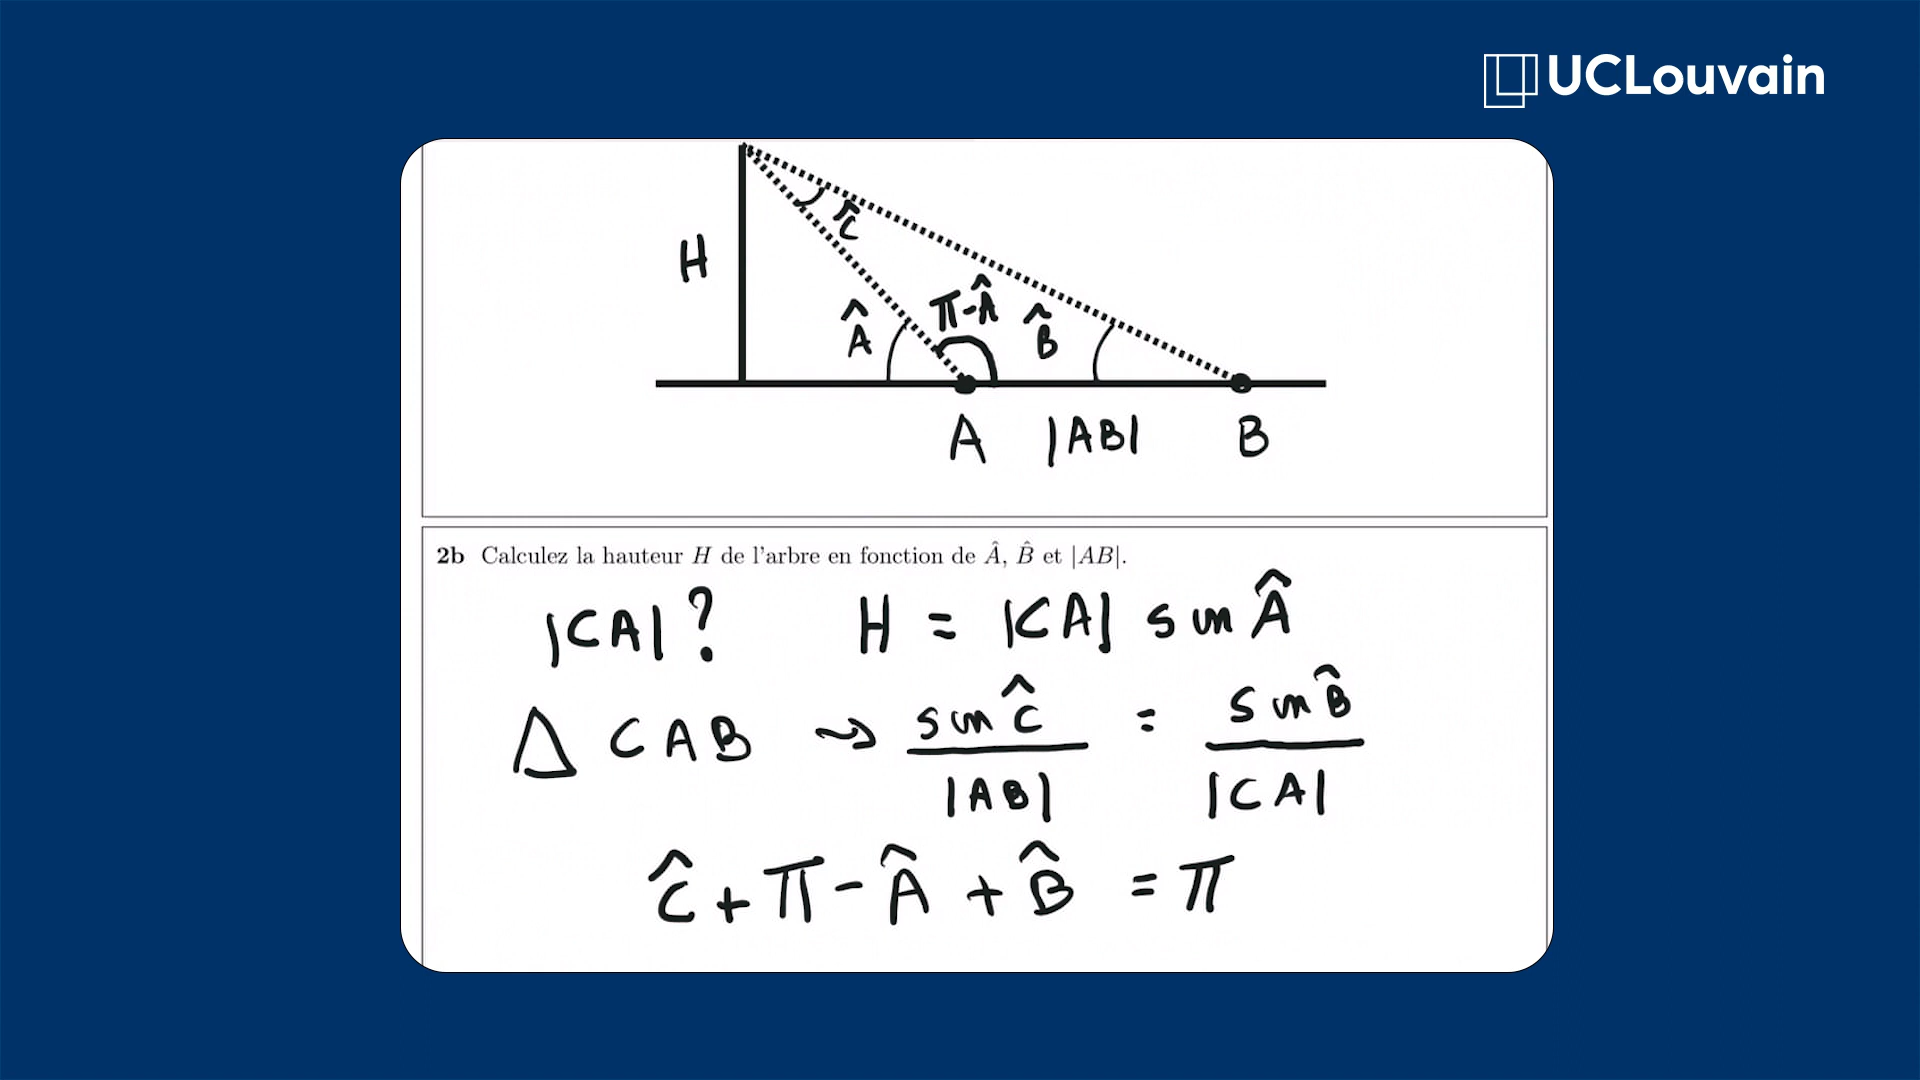 UCLouvain
Ĉ
H
π-Â
Â
B̂
A |AB| B
2b Calculez la hauteur H de l'arbre en fonction de Â, B̂ et |AB|.
|CA| ? H = |CA| sin Â
Δ CAB ⤳ sin Ĉ / |AB| = sin B̂ / |CA|
Ĉ + π - Â + B̂ = π